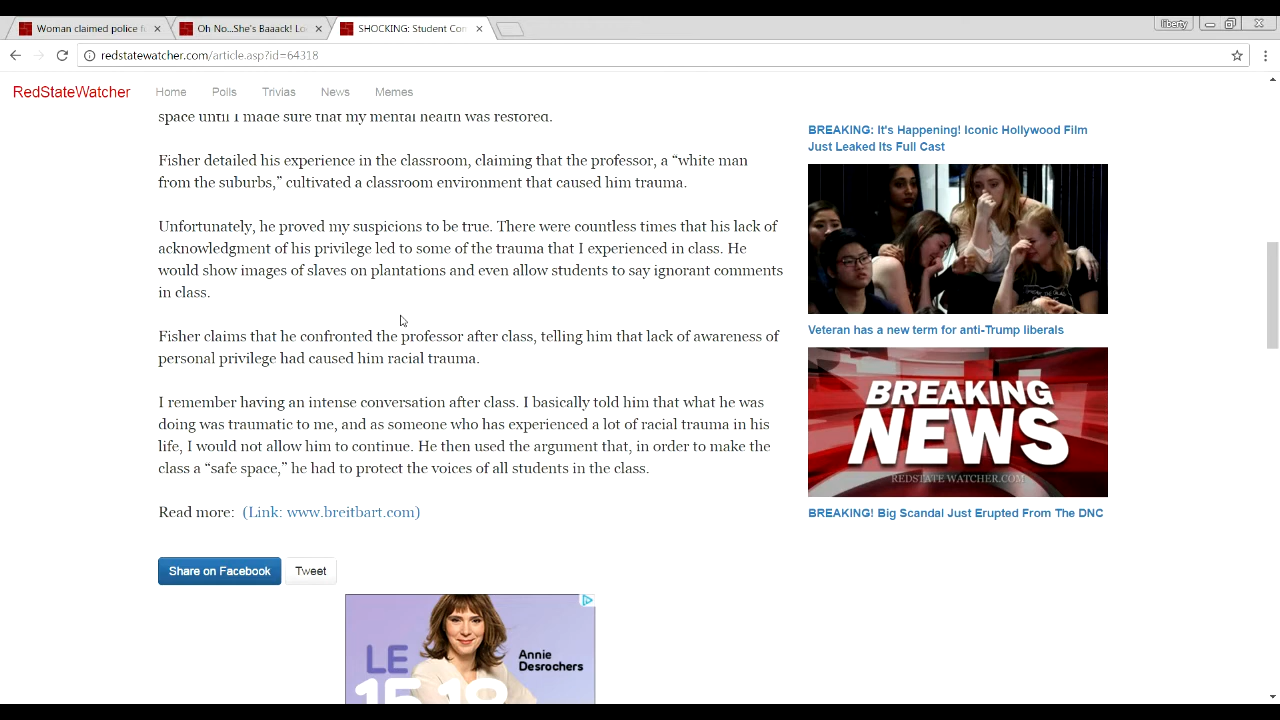 Woman claimed police f
Oh No...She's Baaack! Lo
SHOCKING: Student Con
liberty
redstatewatcher.com/article.asp?id=64318
RedStateWatcher
Home
Polls
Trivias
News
Memes
space until I made sure that my mental health was restored.
Fisher detailed his experience in the classroom, claiming that the professor, a “white man
from the suburbs,” cultivated a classroom environment that caused him trauma.
Unfortunately, he proved my suspicions to be true. There were countless times that his lack of
acknowledgment of his privilege led to some of the trauma that I experienced in class. He
would show images of slaves on plantations and even allow students to say ignorant comments
in class.
Fisher claims that he confronted the professor after class, telling him that lack of awareness of
personal privilege had caused him racial trauma.
I remember having an intense conversation after class. I basically told him that what he was
doing was traumatic to me, and as someone who has experienced a lot of racial trauma in his
life, I would not allow him to continue. He then used the argument that, in order to make the
class a “safe space,” he had to protect the voices of all students in the class.
Read more: (Link: www.breitbart.com)
Share on Facebook
Tweet
LE
15-18
Annie
Desrochers
BREAKING: It's Happening! Iconic Hollywood Film
Just Leaked Its Full Cast
Veteran has a new term for anti-Trump liberals
BREAKING
NEWS
REDSTATEWATCHER.COM
BREAKING! Big Scandal Just Erupted From The DNC